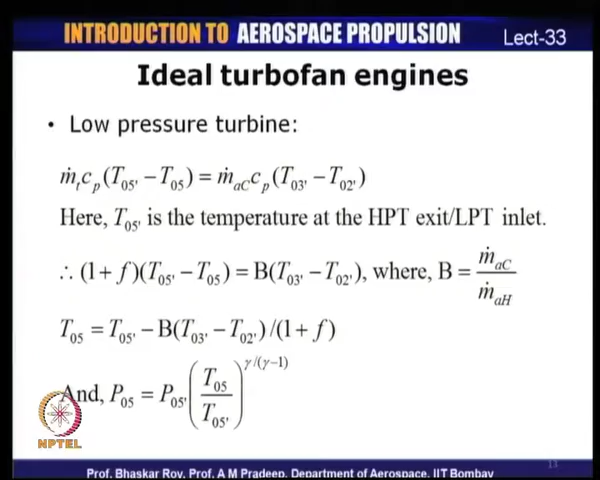 INTRODUCTION TO AEROSPACE PROPULSION Lect-33
Ideal turbofan engines
• Low pressure turbine:
ṁ_t c_p (T_05' − T_05) = ṁ_aC c_p (T_03' − T_02')
Here, T_05' is the temperature at the HPT exit/LPT inlet.
∴ (1 + f)(T_05' − T_05) = B(T_03' − T_02'), where, B = ṁ_aC / ṁ_aH
T_05 = T_05' − B(T_03' − T_02') /(1 + f)
And, P_05 = P_05' (T_05 / T_05')^γ/(γ−1)
NPTEL
13
Prof. Bhaskar Roy, Prof. A M Pradeep, Department of Aerospace, IIT Bombay